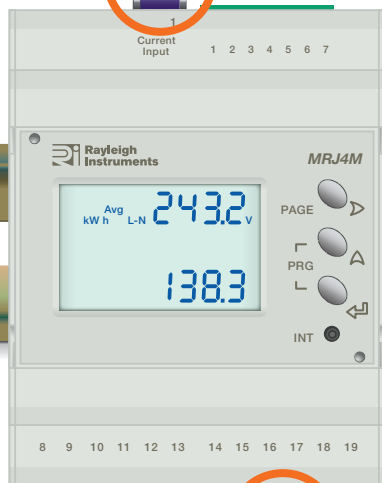 1
Current
Input
1 2 3 4 5 6 7
Rayleigh
Instruments
MRJ4M
Avg
kW h L-N 243.2 V
PAGE
PRG
138.3
INT
8 9 10 11 12 13 14 15 16 17 18 19